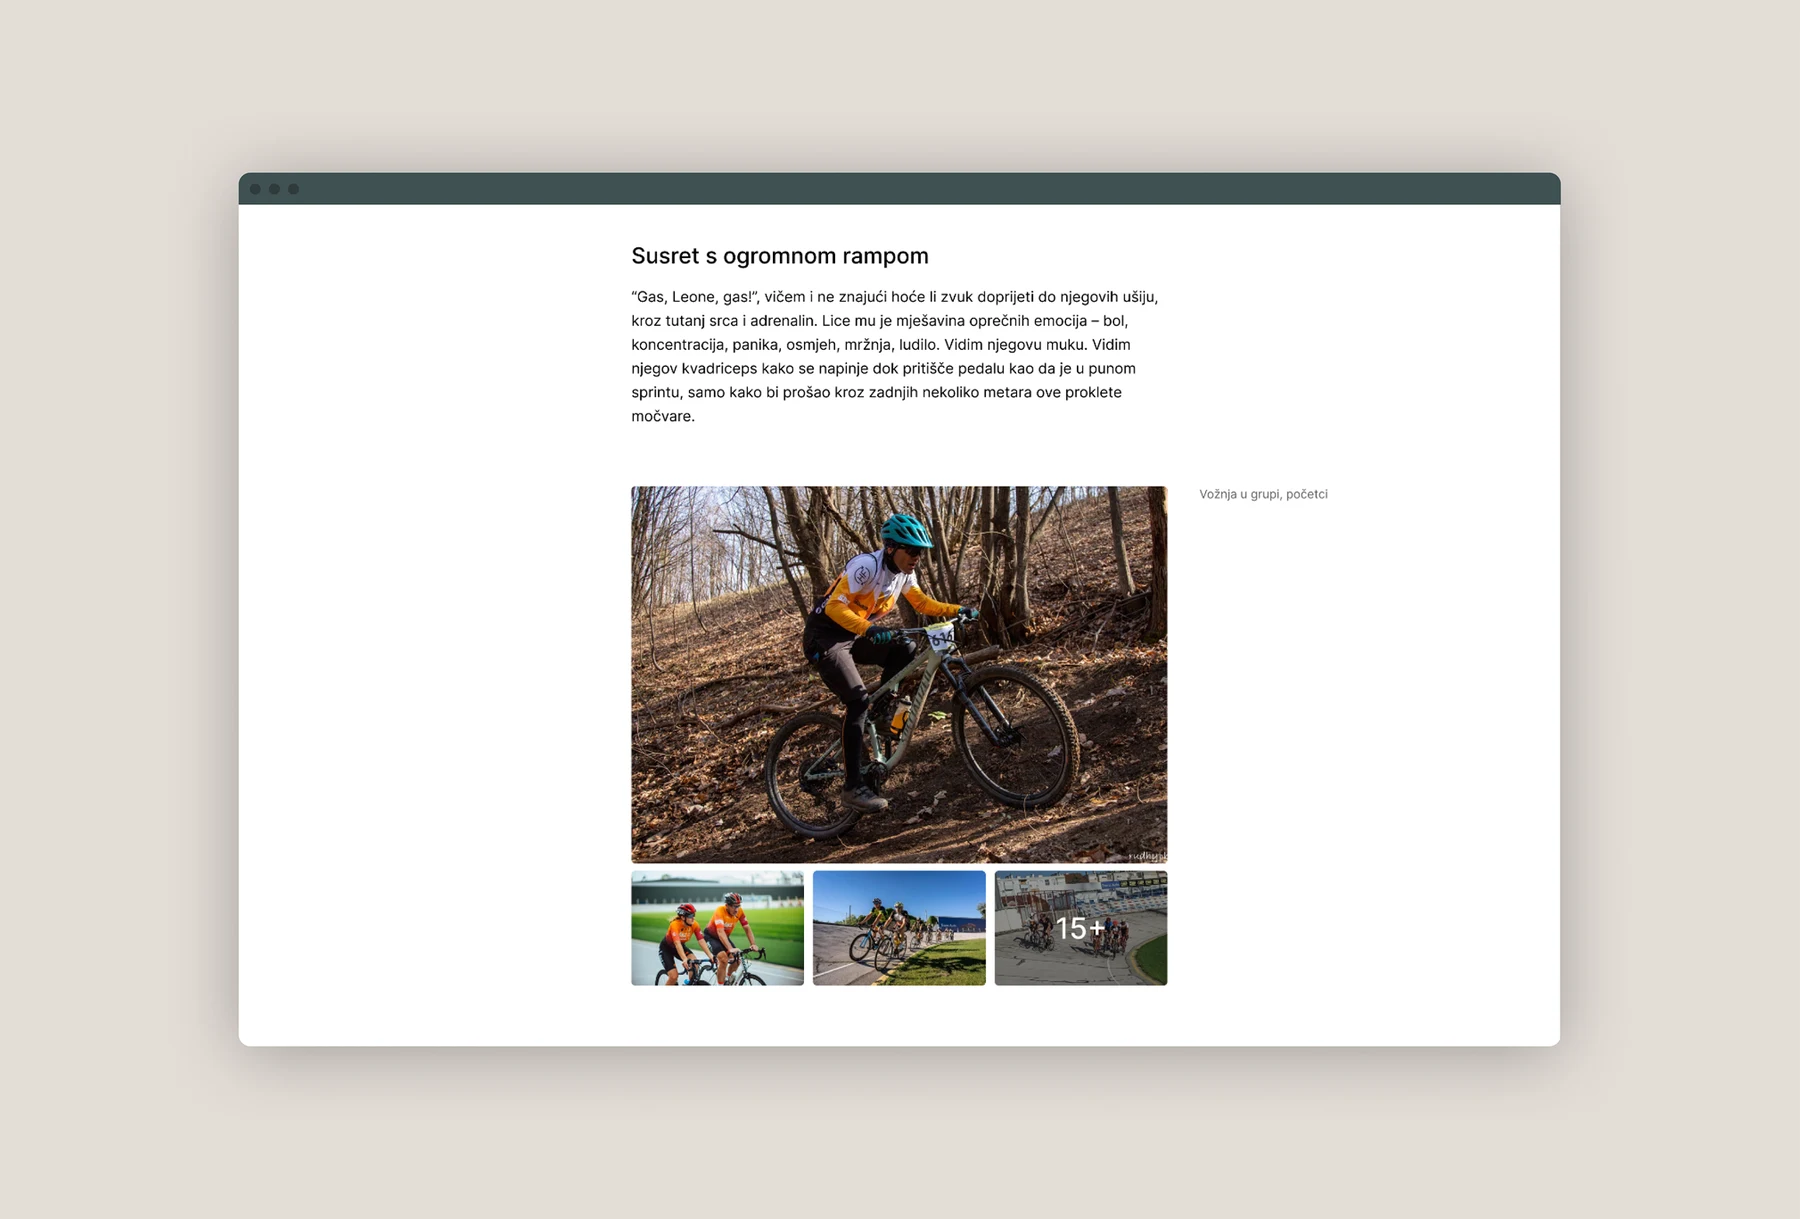 Susret s ogromnom rampom
“Gas, Leone, gas!”, vičem i ne znajući hoće li zvuk doprijeti do njegovih ušiju,
kroz tutanj srca i adrenalin. Lice mu je mješavina oprečnih emocija – bol,
koncentracija, panika, osmjeh, mržnja, ludilo. Vidim njegovu muku. Vidim
njegov kvadriceps kako se napinje dok pritišče pedalu kao da je u punom
sprintu, samo kako bi prošao kroz zadnjih nekoliko metara ove proklete
močvare.
Vožnja u grupi, početci
616
15+